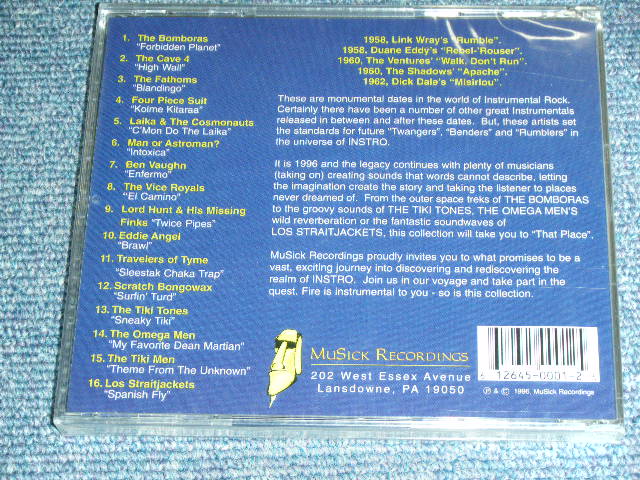 1. The Bomboras
"Forbidden Planet"
2. The Cave 4
"High Wall"
3. The Fathoms
"Blandingo"
4. Four Piece Suit
"Koime Kitaraa"
5. Laika & The Cosmonauts
"C'Mon Do The Laika"
6. Man or Astroman?
"Intoxica"
7. Ben Vaughn
"Enfermo"
8. The Vice Royals
"El Camino"
9. Lord Hunt & His Missing
Finks "Twice Pipes"
10. Eddie Angel
"Brawl"
11. Travelers of Tyme
"Sleestak Chaka Trap"
12. Scratch Bongowax
"Surfin' Turd"
13. The Tiki Tones
"Sneaky Tiki"
14. The Omega Men
"My Favorite Dean Martian"
15. The Tiki Men
"Theme From The Unknown"
16. Los Straitjackets
"Spanish Fly"
1958, Link Wray's "Rumble".
1958, Duane Eddy's "Rebel-'Rouser".
1960, The Ventures' "Walk, Don't Run".
1960, The Shadows' "Apache".
1962, Dick Dale's "Misirlou".
These are monumental dates in the world of Instrumental Rock.
Certainly there have been a number of other great Instrumentals
released in between and after these dates. But, these artists set
the standards for future "Twangers", "Benders" and "Rumblers" in
the universe of INSTRO.
It is 1996 and the legacy continues with plenty of musicians
(taking on) creating sounds that words cannot describe, letting
the imagination create the story and taking the listener to places
never dreamed of. From the outer space treks of THE BOMBORAS
to the groovy sounds of THE TIKI TONES, THE OMEGA MEN'S
wild reverberation or the fantastic soundwaves of
LOS STRAITJACKETS, this collection will take you to "That Place".
MuSick Recordings proudly invites you to what promises to be a
vast, exciting journey into discovering and rediscovering the
realm of INSTRO. Join us in our voyage and take part in the
quest. Fire is instrumental to you - so is this collection.
MuSick Recordings
202 West Essex Avenue
Lansdowne, PA 19050
12645-0001-2
℗ & © 1996, MuSick Recordings